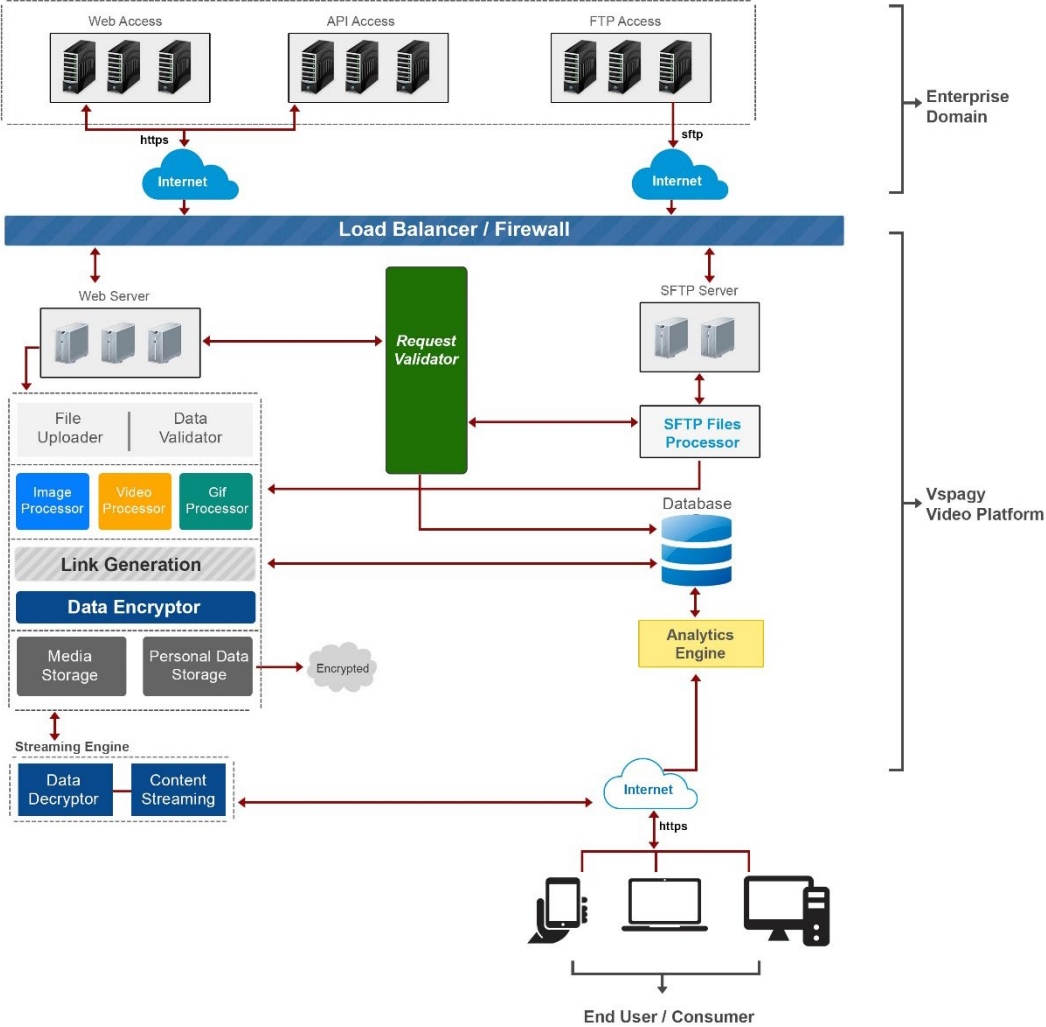 Web Access
API Access
FTP Access
https
sftp
Enterprise
Domain
Internet
Internet
Load Balancer / Firewall
Web Server
SFTP Server
Request
Validator
File
Uploader
Data
Validator
SFTP Files
Processor
Image
Processor
Video
Processor
Gif
Processor
Database
Vspagy
Video Platform
Link Generation
Data Encryptor
Analytics
Engine
Media
Storage
Personal Data
Storage
Encrypted
Streaming Engine
Data
Decryptor
Content
Streaming
Internet
https
End User / Consumer